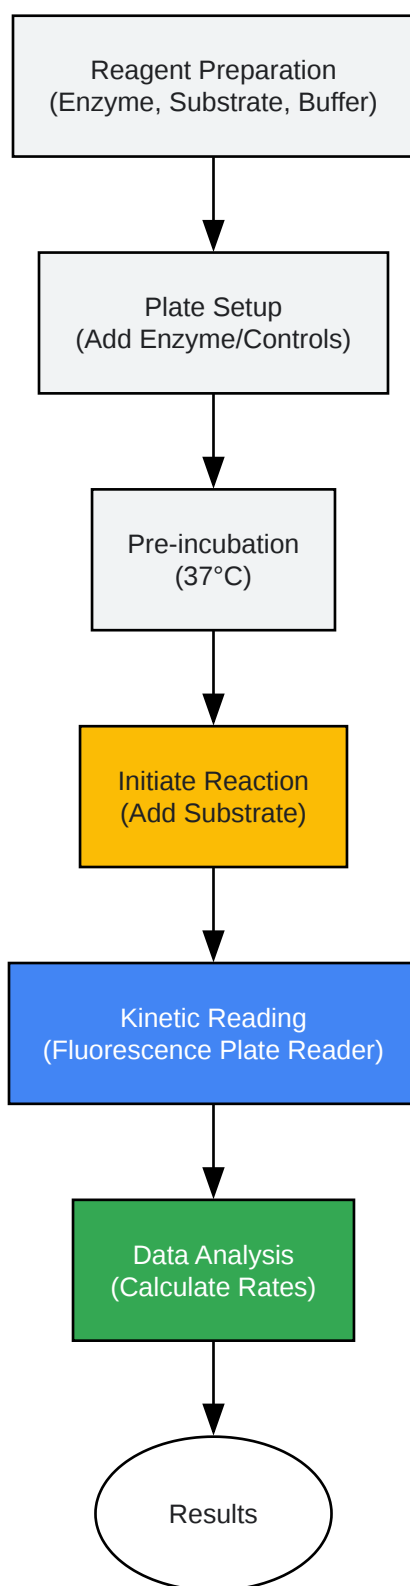 Reagent Preparation
(Enzyme, Substrate, Buffer)
Plate Setup
(Add Enzyme/Controls)
Pre-incubation
(37°C)
Initiate Reaction
(Add Substrate)
Kinetic Reading
(Fluorescence Plate Reader)
Data Analysis
(Calculate Rates)
Results